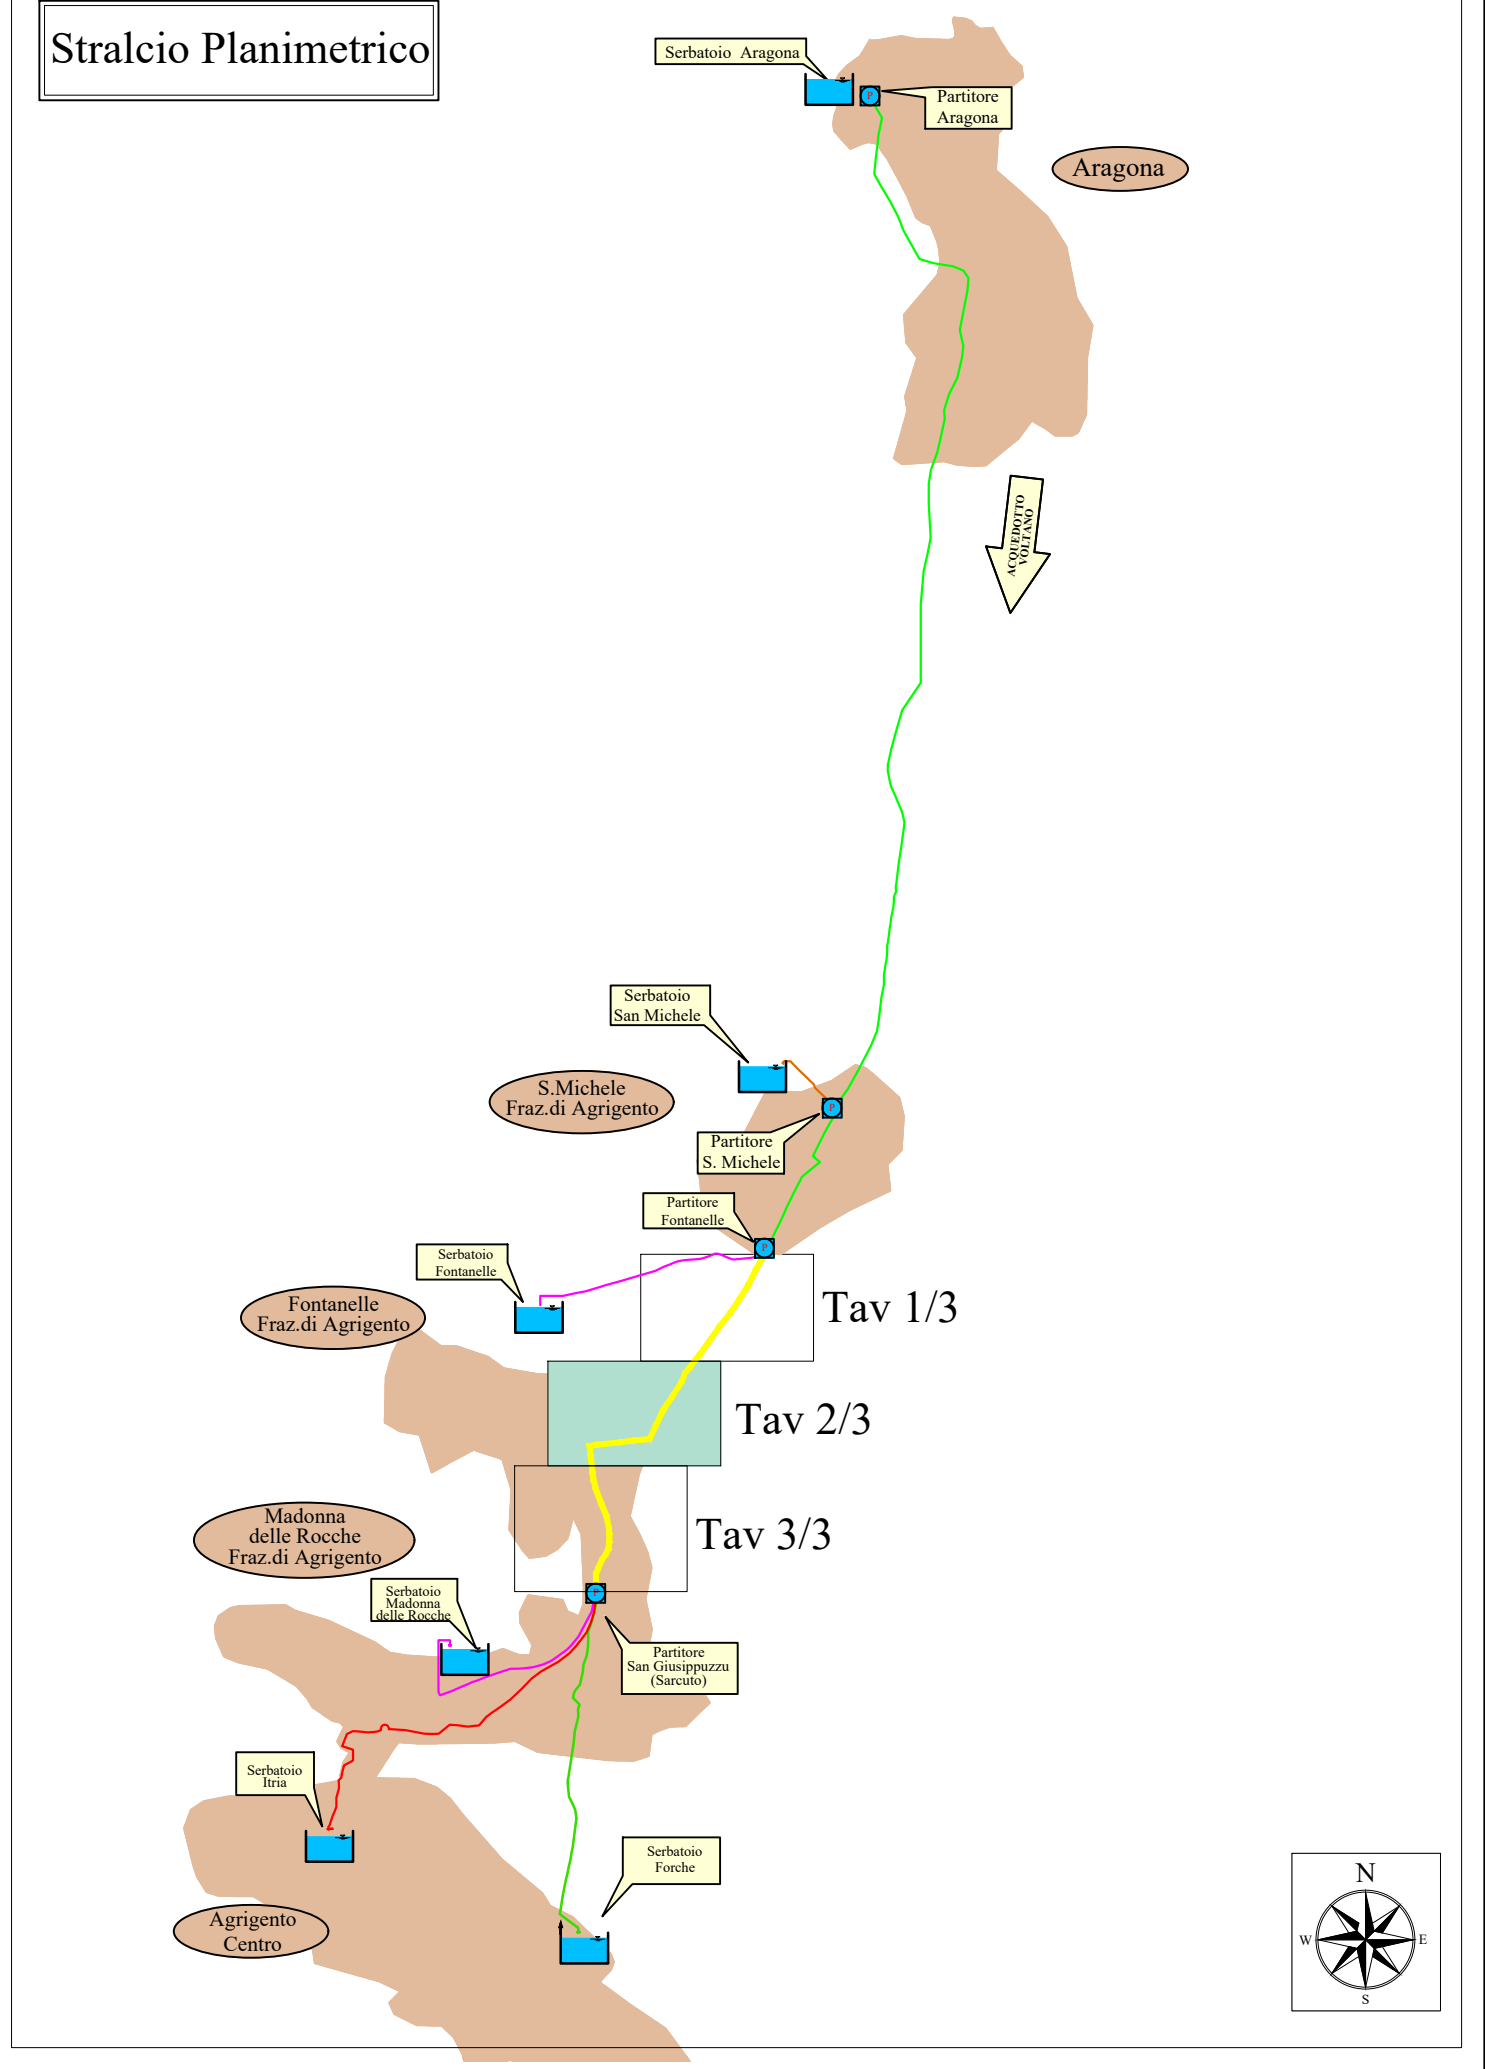 Stralcio Planimetrico
Serbatoio Aragona
P
Partitore
Aragona
Aragona
ACQUEDOTTO
VOLTANO
Serbatoio
San Michele
S.Michele
Fraz.di Agrigento
P
Partitore
S. Michele
Partitore
Fontanelle
P
Serbatoio
Fontanelle
Fontanelle
Fraz.di Agrigento
Tav 1/3
Tav 2/3
Tav 3/3
Madonna
delle Rocche
Fraz.di Agrigento
Serbatoio
Madonna
delle Rocche
P
Partitore
San Giusippuzzu
(Sarcuto)
Serbatoio
Itria
Serbatoio
Forche
Agrigento
Centro
N
W
E
S